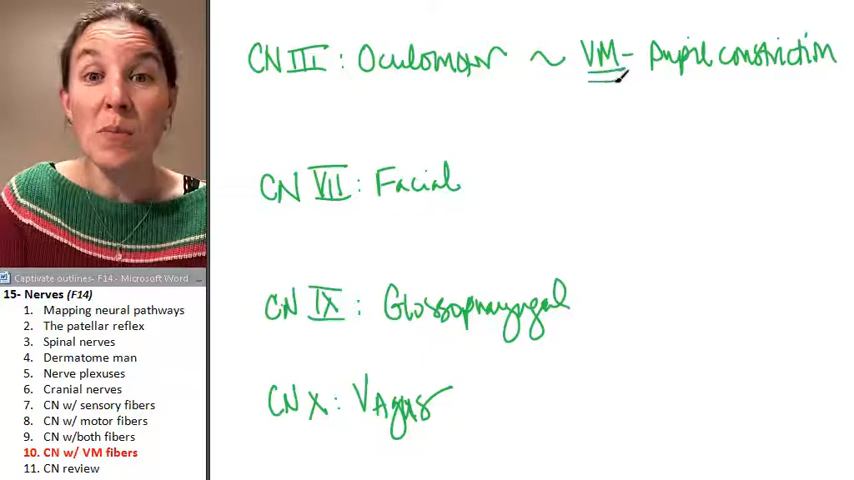 CN III : Oculomotor ~ VM- Pupil constriction
CN VII : Facial
CN IX : Glossopharyngeal
CN X : VAgus
Captivate outlines- F14 - Microsoft Word
15- Nerves (F14)
1. Mapping neural pathways
2. The patellar reflex
3. Spinal nerves
4. Dermatome man
5. Nerve plexuses
6. Cranial nerves
7. CN w/ sensory fibers
8. CN w/ motor fibers
9. CN w/both fibers
10. CN w/ VM fibers
11. CN review